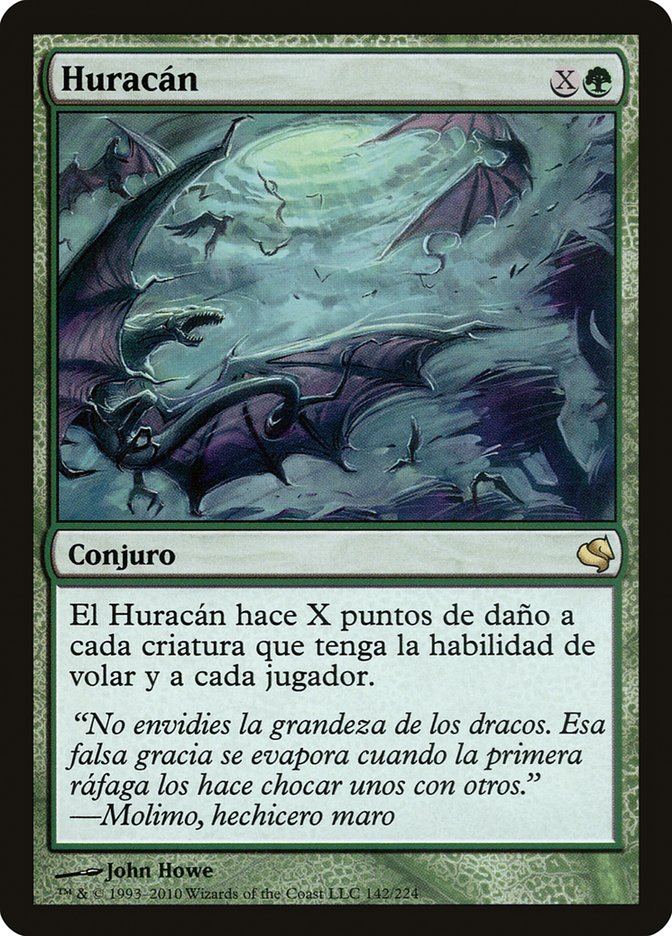 Huracán X
Conjuro
El Huracán hace X puntos de daño a
cada criatura que tenga la habilidad de
volar y a cada jugador.
“No envidies la grandeza de los dracos. Esa
falsa gracia se evapora cuando la primera
ráfaga los hace chocar unos con otros.”
—Molimo, hechicero maro
John Howe
™ & © 1993–2010 Wizards of the Coast LLC 142/224